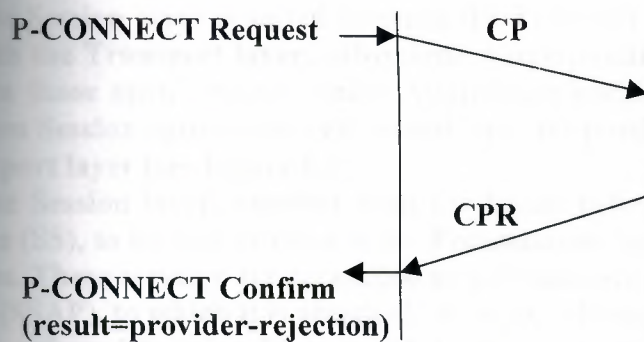 P-CONNECT Request
CP
CPR
P-CONNECT Confirm
(result=provider-rejection)